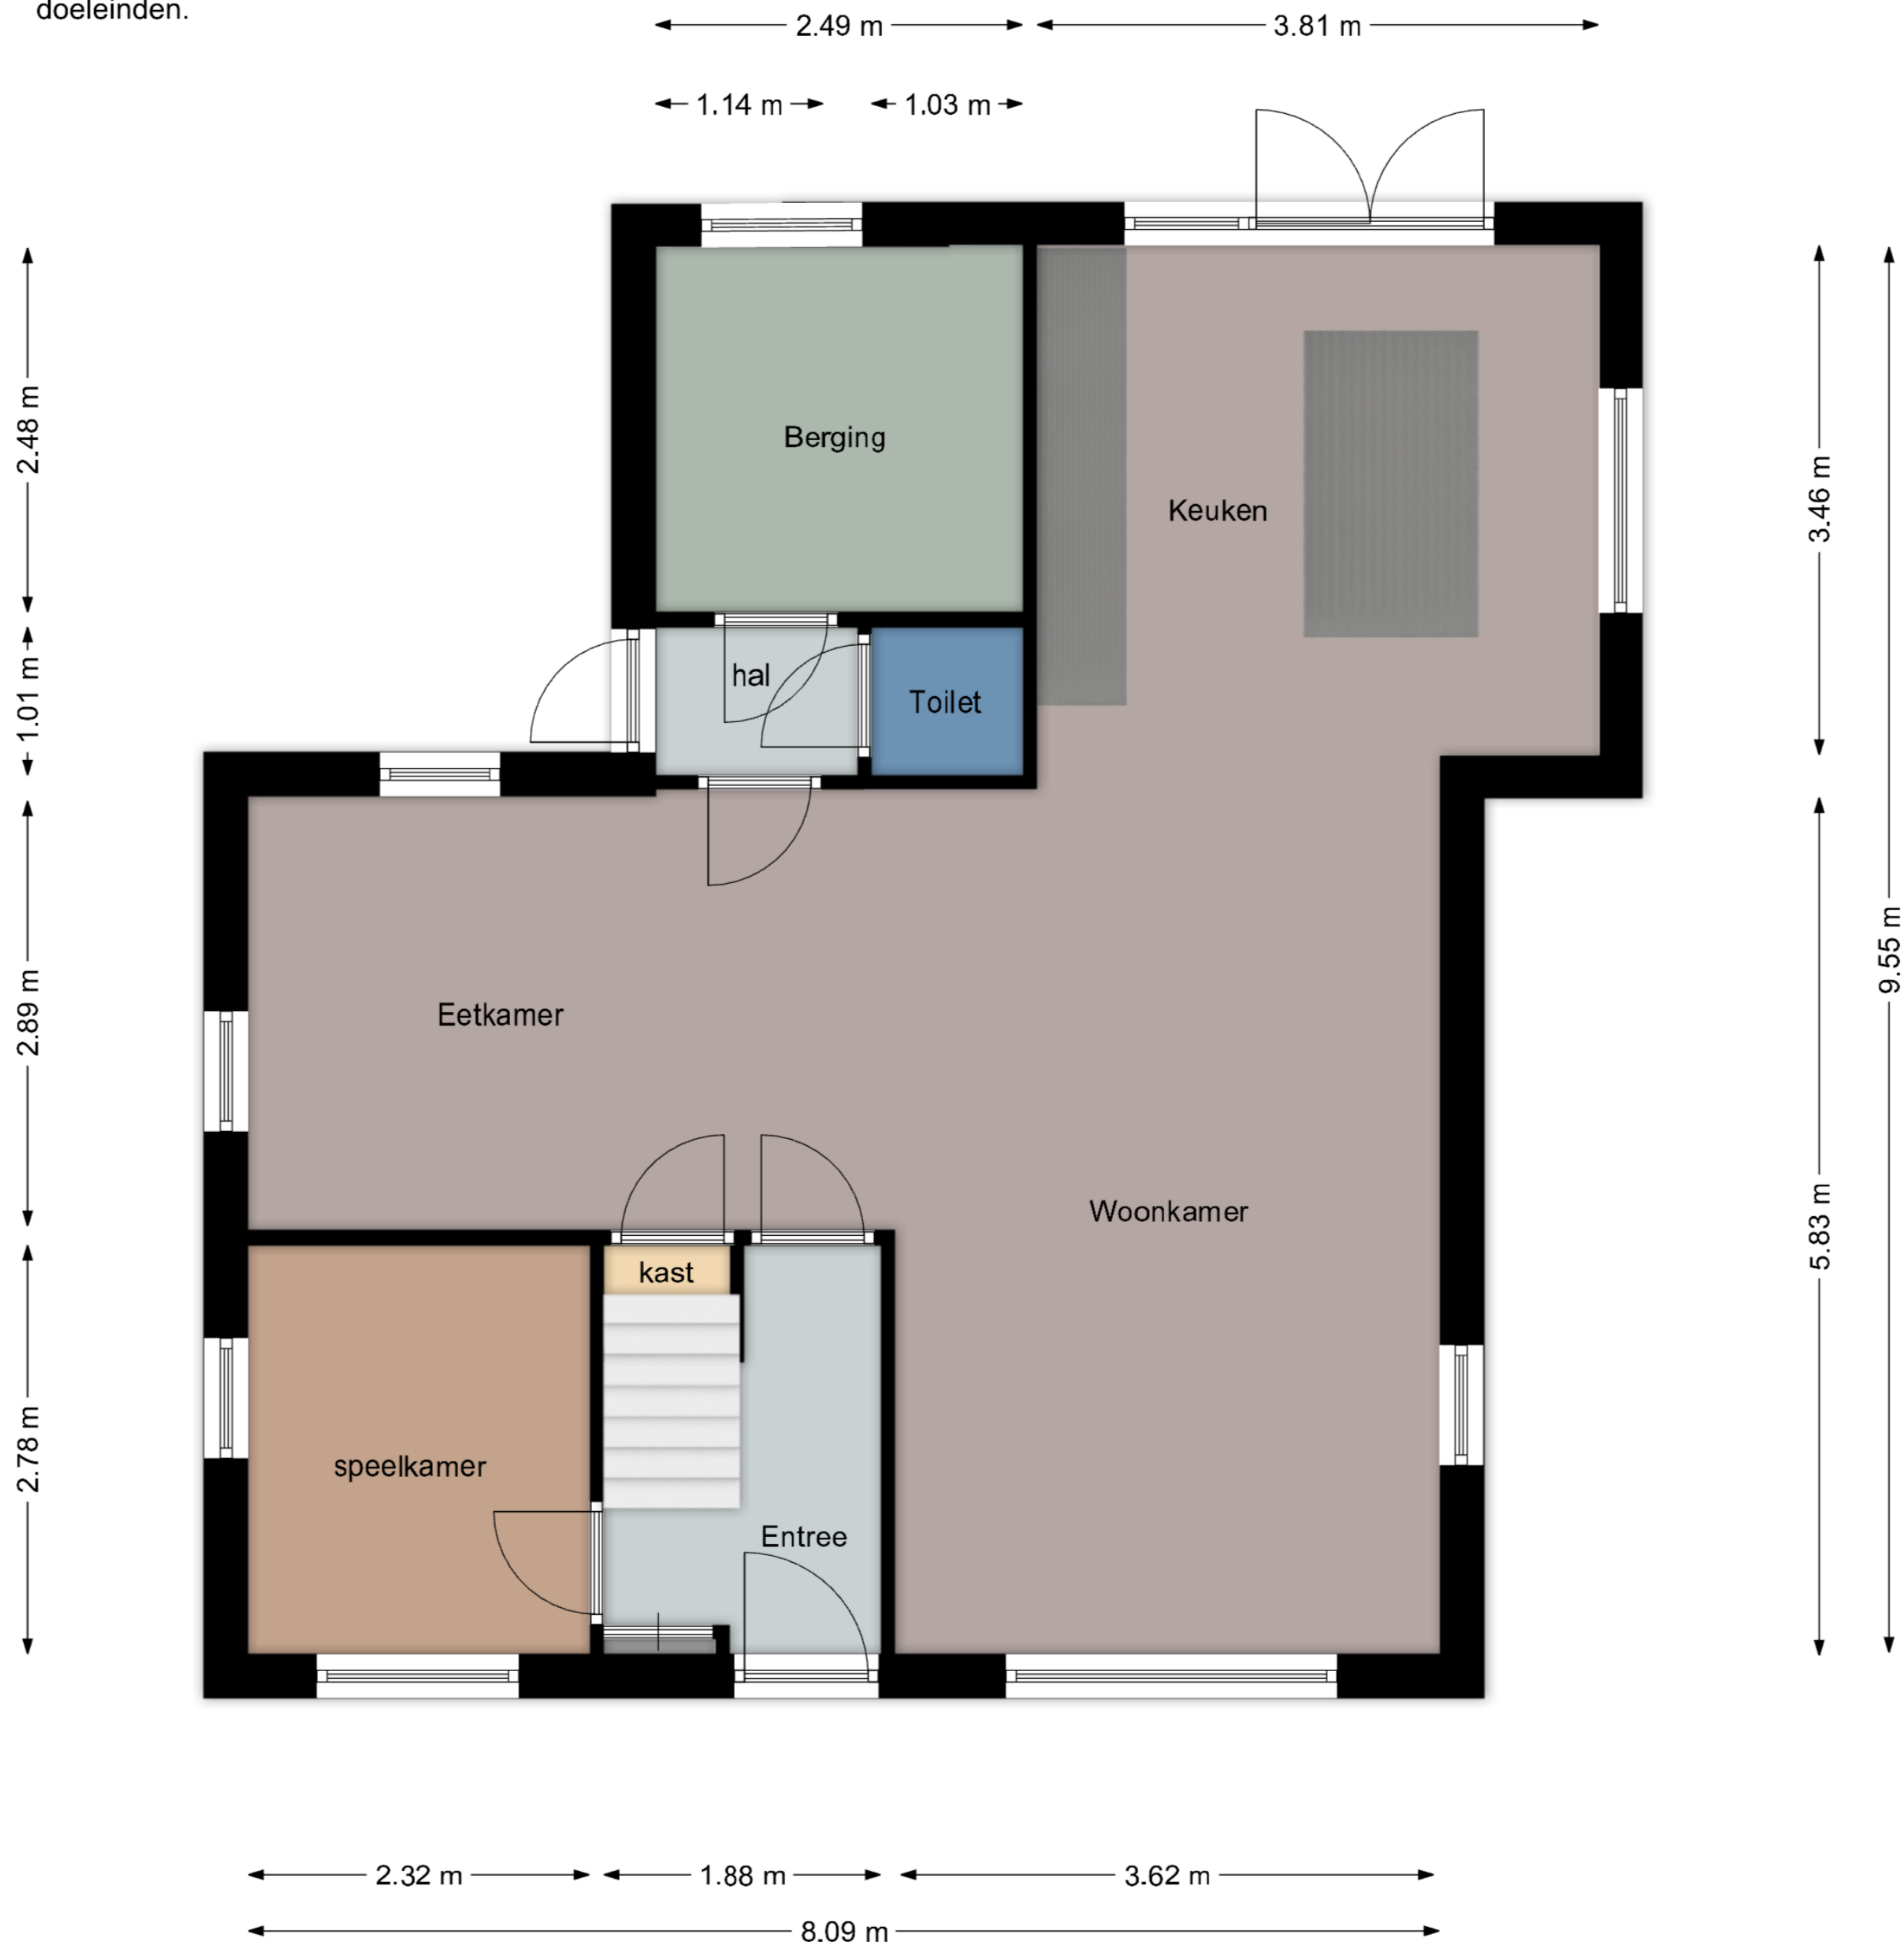 doeleinden.
2.49 m
3.81 m
1.14 m
1.03 m
2.48 m
Berging
3.46 m
Keuken
1.01 m
hal
Toilet
2.89 m
9.55 m
Eetkamer
Woonkamer
5.83 m
kast
2.78 m
speelkamer
Entree
2.32 m
1.88 m
3.62 m
8.09 m